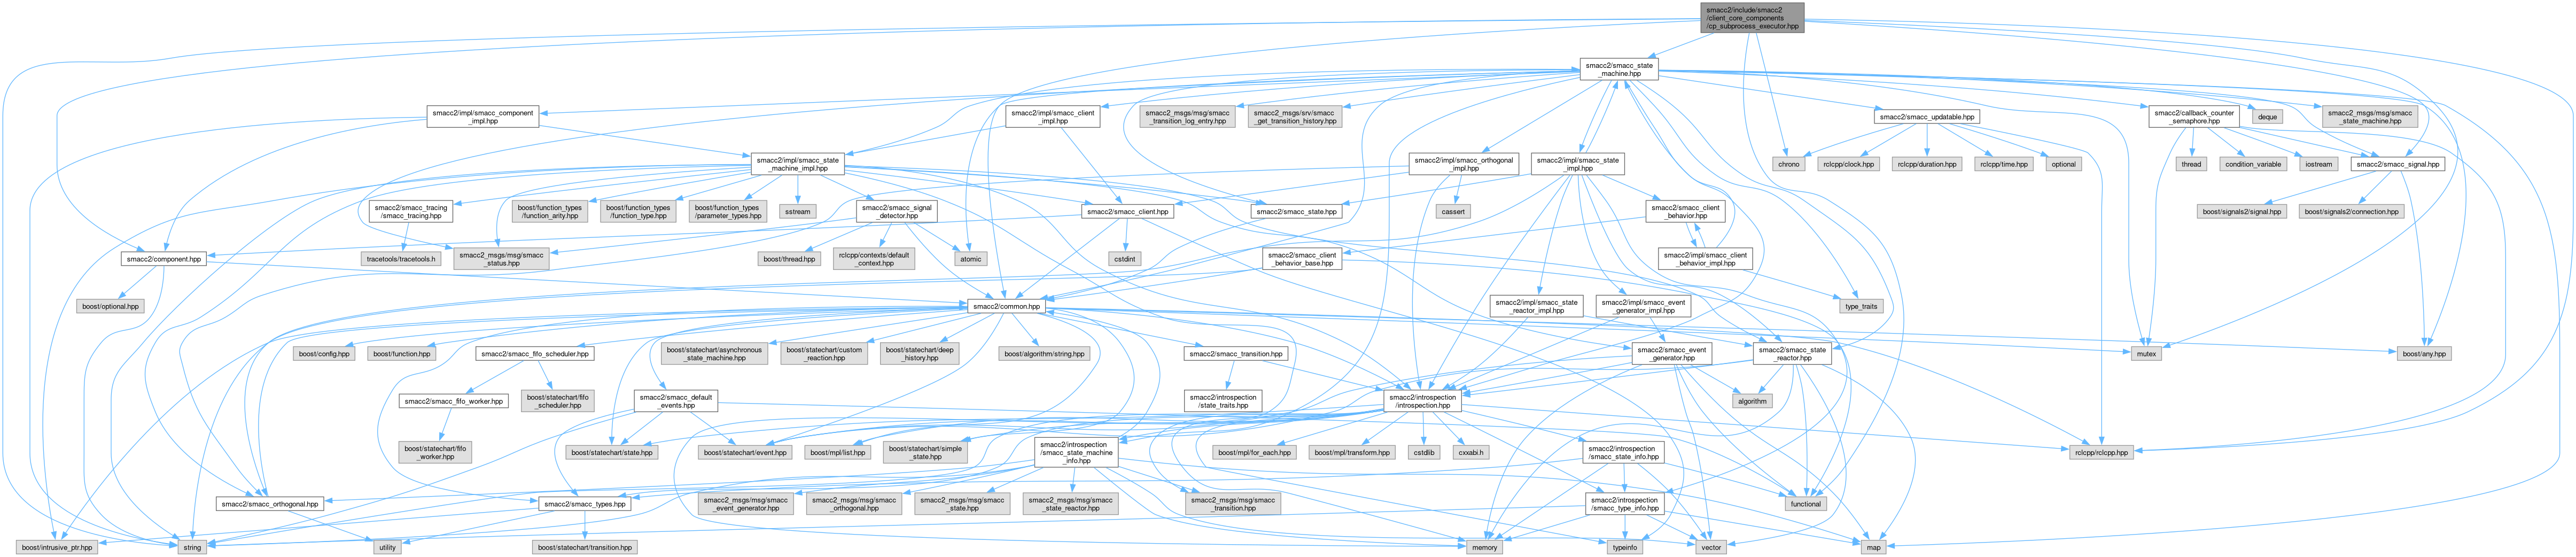 smacc2/include/smacc2
/client_core_components
/cp_subprocess_executor.hpp
smacc2/smacc_state
_machine.hpp
smacc2/impl/smacc_component
_impl.hpp
smacc2/impl/smacc_client
_impl.hpp
smacc2_msgs/msg/smacc
_transition_log_entry.hpp
smacc2_msgs/srv/smacc
_get_transition_history.hpp
smacc2/smacc_updatable.hpp
smacc2/callback_counter
_semaphore.hpp
deque
smacc2_msgs/msg/smacc
_state_machine.hpp
smacc2/impl/smacc_state
_machine_impl.hpp
smacc2/impl/smacc_orthogonal
_impl.hpp
smacc2/impl/smacc_state
_impl.hpp
chrono
rclcpp/clock.hpp
rclcpp/duration.hpp
rclcpp/time.hpp
optional
thread
condition_variable
iostream
smacc2/smacc_signal.hpp
smacc2/smacc_tracing
/smacc_tracing.hpp
boost/function_types
/function_arity.hpp
boost/function_types
/function_type.hpp
boost/function_types
/parameter_types.hpp
sstream
smacc2/smacc_signal
_detector.hpp
smacc2/smacc_client.hpp
cassert
smacc2/smacc_state.hpp
smacc2/smacc_client
_behavior.hpp
boost/signals2/signal.hpp
boost/signals2/connection.hpp
smacc2/component.hpp
tracetools/tracetools.h
smacc2_msgs/msg/smacc
_status.hpp
boost/thread.hpp
rclcpp/contexts/default
_context.hpp
atomic
cstdint
smacc2/smacc_client
_behavior_base.hpp
smacc2/impl/smacc_client
_behavior_impl.hpp
boost/optional.hpp
smacc2/common.hpp
smacc2/impl/smacc_state
_reactor_impl.hpp
smacc2/impl/smacc_event
_generator_impl.hpp
type_traits
boost/config.hpp
boost/function.hpp
smacc2/smacc_fifo_scheduler.hpp
boost/statechart/asynchronous
_state_machine.hpp
boost/statechart/custom
_reaction.hpp
boost/statechart/deep
_history.hpp
boost/algorithm/string.hpp
smacc2/smacc_transition.hpp
smacc2/smacc_event
_generator.hpp
smacc2/smacc_state
_reactor.hpp
mutex
boost/any.hpp
smacc2/smacc_fifo_worker.hpp
boost/statechart/fifo
_scheduler.hpp
smacc2/smacc_default
_events.hpp
smacc2/introspection
/state_traits.hpp
smacc2/introspection
/introspection.hpp
algorithm
boost/statechart/fifo
_worker.hpp
boost/statechart/state.hpp
boost/statechart/event.hpp
boost/mpl/list.hpp
boost/statechart/simple
_state.hpp
smacc2/introspection
/smacc_state_machine
_info.hpp
boost/mpl/for_each.hpp
boost/mpl/transform.hpp
cstdlib
cxxabi.h
smacc2/introspection
/smacc_state_info.hpp
rclcpp/rclcpp.hpp
smacc2/smacc_orthogonal.hpp
smacc2/smacc_types.hpp
smacc2_msgs/msg/smacc
_event_generator.hpp
smacc2_msgs/msg/smacc
_orthogonal.hpp
smacc2_msgs/msg/smacc
_state.hpp
smacc2_msgs/msg/smacc
_state_reactor.hpp
smacc2_msgs/msg/smacc
_transition.hpp
smacc2/introspection
/smacc_type_info.hpp
functional
boost/intrusive_ptr.hpp
string
utility
boost/statechart/transition.hpp
memory
typeinfo
vector
map